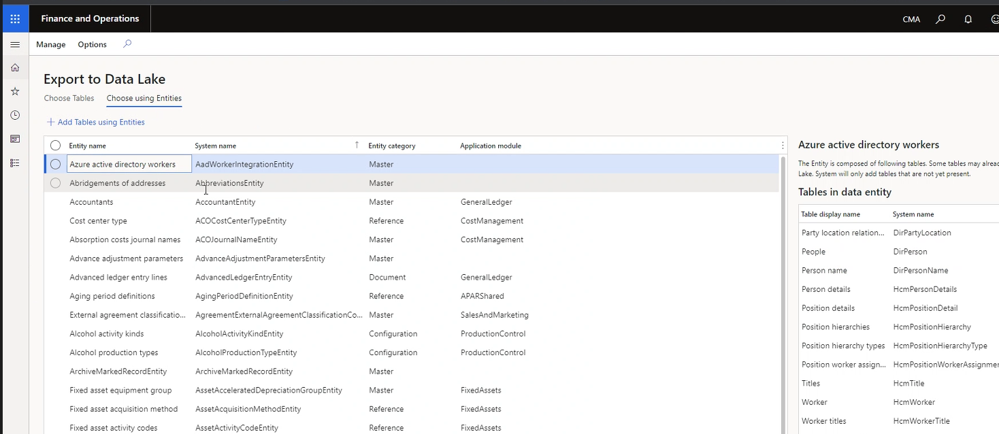 Finance and Operations
CMA
Manage Options
Export to Data Lake
Choose Tables Choose using Entities
Add Tables using Entities
Entity name System name Entity category Application module
Azure active directory workers AadWorkerIntegrationEntity Master
Abridgements of addresses AbbreviationsEntity Master
Accountants AccountantEntity Master GeneralLedger
Cost center type ACOCostCenterTypeEntity Reference CostManagement
Absorption costs journal names ACOJournalNameEntity Master CostManagement
Advance adjustment parameters AdvanceAdjustmentParametersEntity Master
Advanced ledger entry lines AdvancedLedgerEntryEntity Document GeneralLedger
Aging period definitions AgingPeriodDefinitionEntity Reference APARShared
External agreement classificatio... AgreementExternalAgreementClassificationCo... Master SalesAndMarketing
Alcohol activity kinds AlcoholActivityKindEntity Configuration ProductionControl
Alcohol production types AlcoholProductionTypeEntity Configuration ProductionControl
ArchiveMarkedRecordEntity ArchiveMarkedRecordEntity Master
Fixed asset equipment group AssetAcceleratedDepreciationGroupEntity Master FixedAssets
Fixed asset acquisition method AssetAcquisitionMethodEntity Reference FixedAssets
Fixed asset activity codes AssetActivityCodeEntity Reference FixedAssets
Azure active directory workers
The Entity is composed of following tables. Some tables may alread
Lake. System will only add tables that are not yet present.
Tables in data entity
Table display name System name
Party location relation... DirPartyLocation
People DirPerson
Person name DirPersonName
Person details HcmPersonDetails
Position details HcmPositionDetail
Position hierarchies HcmPositionHierarchy
Position hierarchy types HcmPositionHierarchyType
Position worker assign... HcmPositionWorkerAssignmen
Titles HcmTitle
Worker HcmWorker
Worker titles HcmWorkerTitle